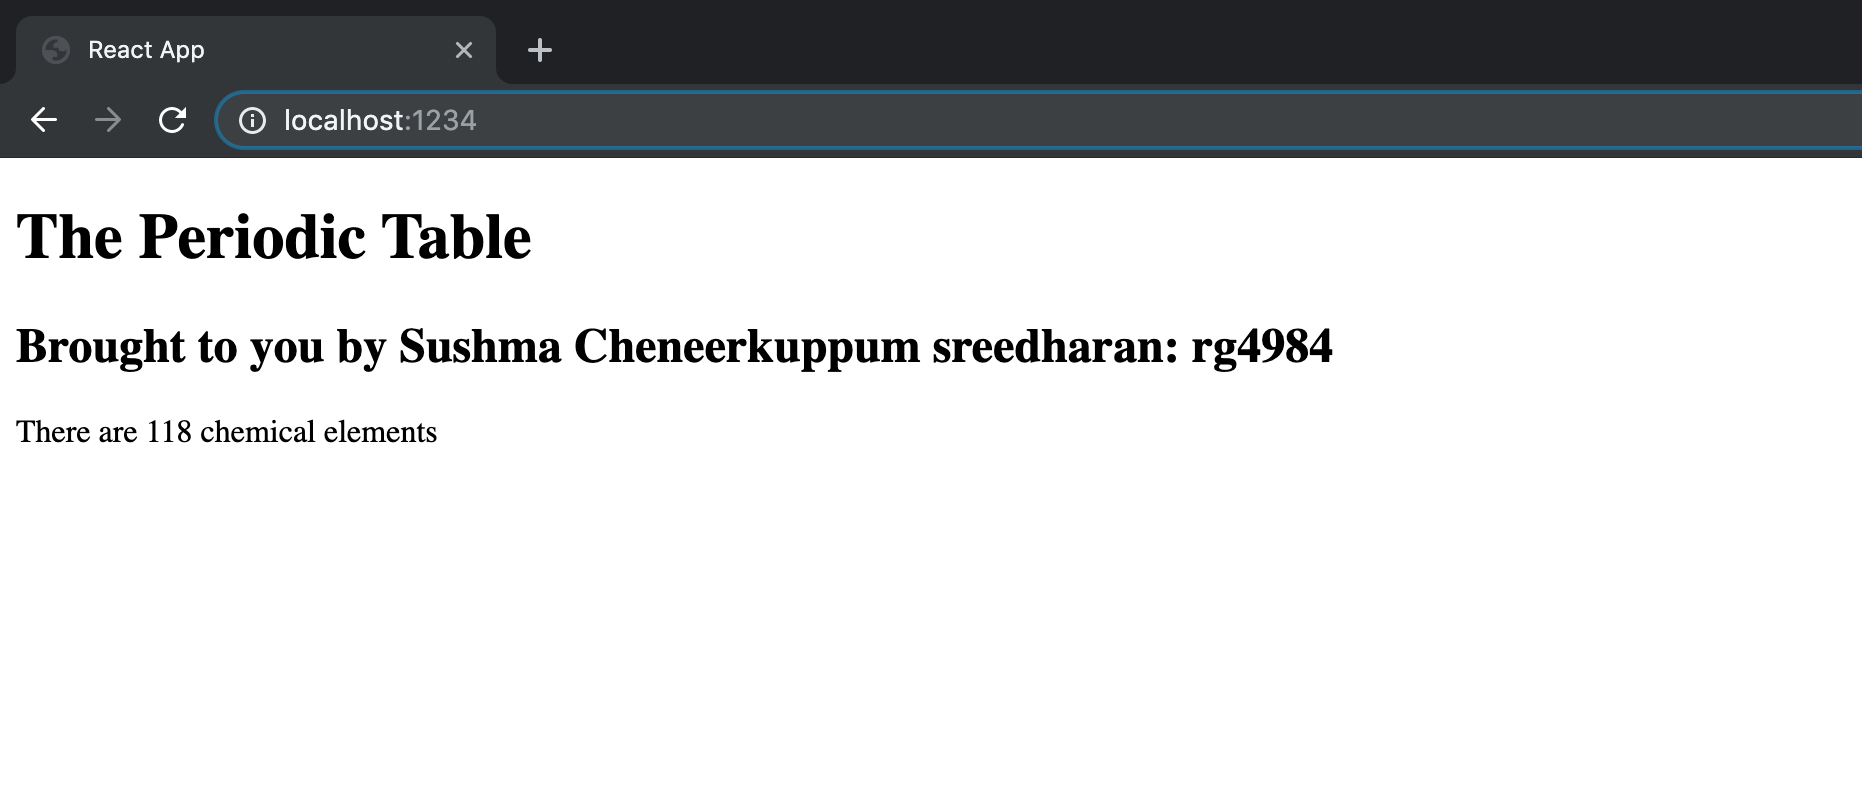 React App
localhost:1234
The Periodic Table
Brought to you by Sushma Cheneerkuppum sreedharan: rg4984
There are 118 chemical elements